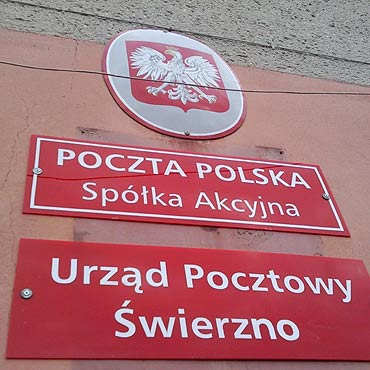 POCZTA POLSKA
Spółka Akcyjna
Urząd Pocztowy
Świerzno